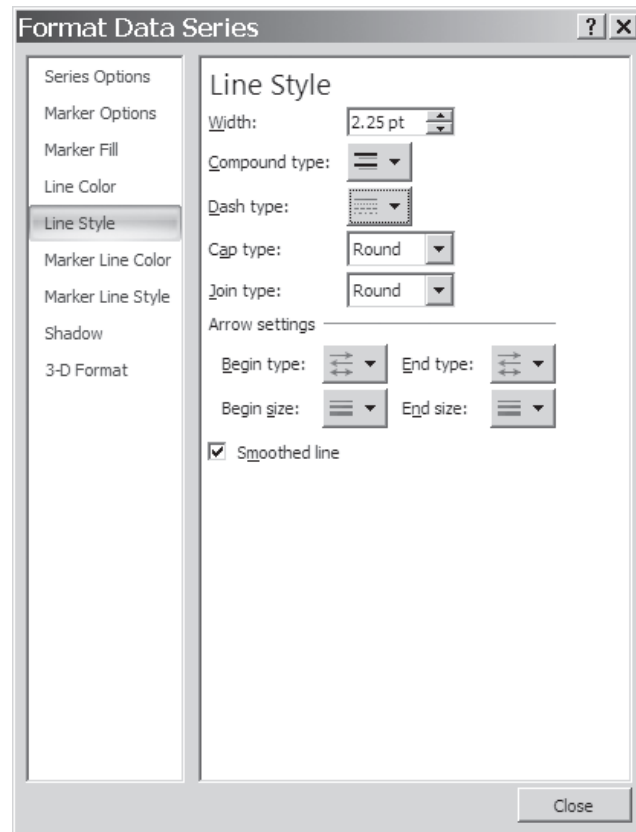 Format Data Series
Series Options
Marker Options
Marker Fill
Line Color
Line Style
Marker Line Color
Marker Line Style
Shadow
3-D Format
Line Style
Width: 2.25 pt
Compound type:
Dash type:
Cap type: Round
Join type: Round
Arrow settings
Begin type: End type:
Begin size: End size:
Smoothed line
Close